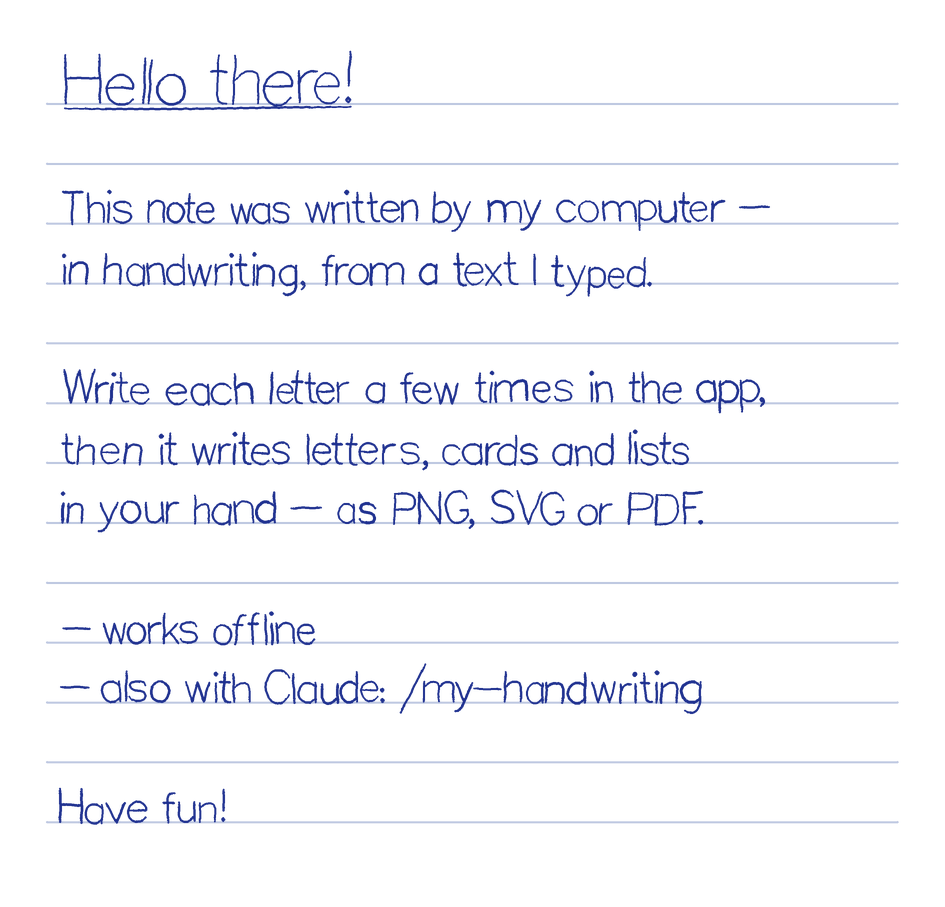 Hello there!
This note was written by my computer —
in handwriting, from a text I typed.
Write each letter a few times in the app,
then it writes letters, cards and lists
in your hand — as PNG, SVG or PDF.
— works offline
— also with Claude: /my-handwriting
Have fun!